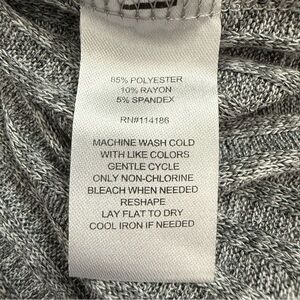 85% POLYESTER
10% RAYON
5% SPANDEX
RN#114186
MACHINE WASH COLD
WITH LIKE COLORS
GENTLE CYCLE
ONLY NON-CHLORINE
BLEACH WHEN NEEDED
RESHAPE
LAY FLAT TO DRY
COOL IRON IF NEEDED